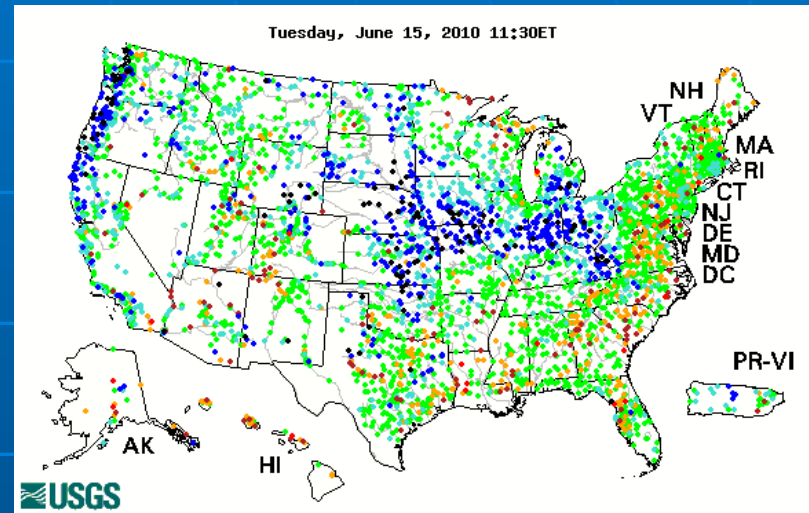 Tuesday, June 15, 2010 11:30ET
NH
VT
MA
RI
CT
NJ
DE
MD
DC
PR-VI
AK
HI
USGS